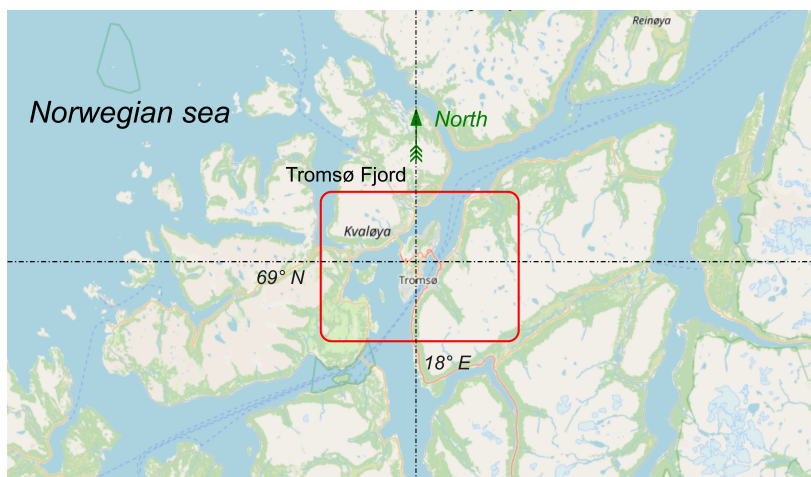 Reinøya
Norwegian sea
North
Tromsø Fjord
Kvaløya
69° N
Tromsø
18° E